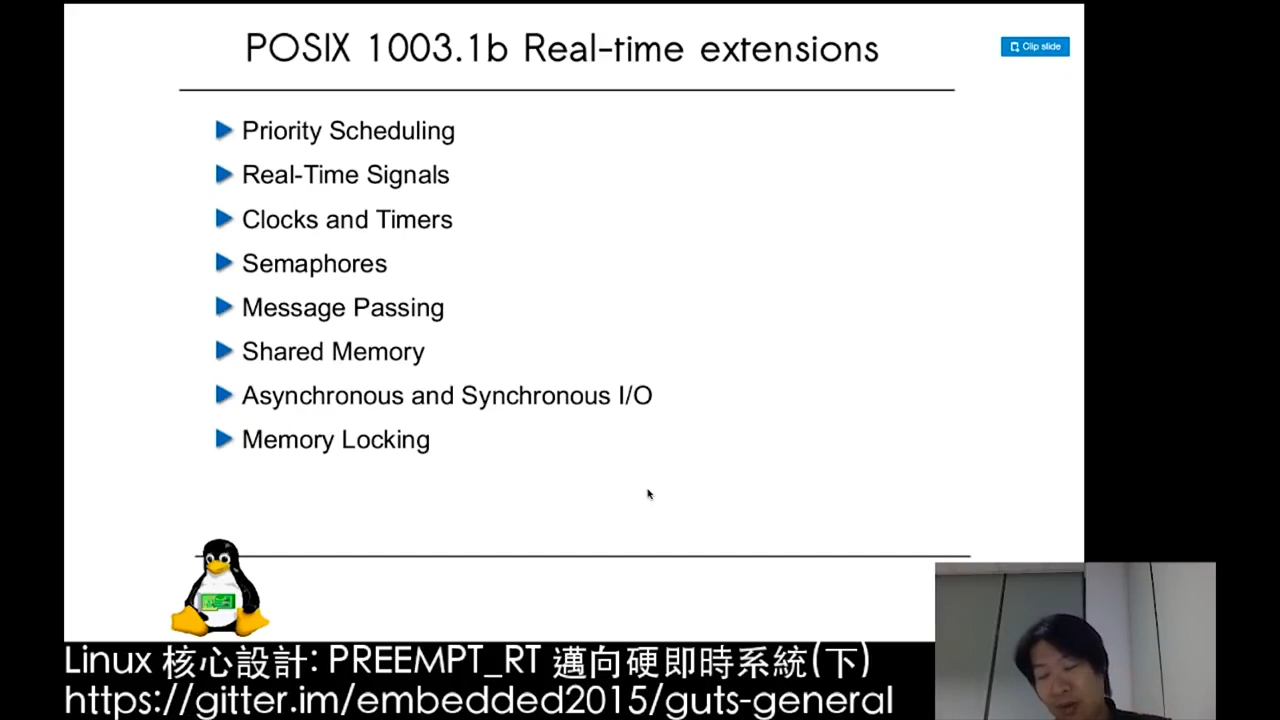 POSIX 1003.1b Real-time extensions
Clip slide
Priority Scheduling
Real-Time Signals
Clocks and Timers
Semaphores
Message Passing
Shared Memory
Asynchronous and Synchronous I/O
Memory Locking
Linux 核心設計: PREEMPT_RT 邁向硬即時系統(下)
https://gitter.im/embedded2015/guts-general